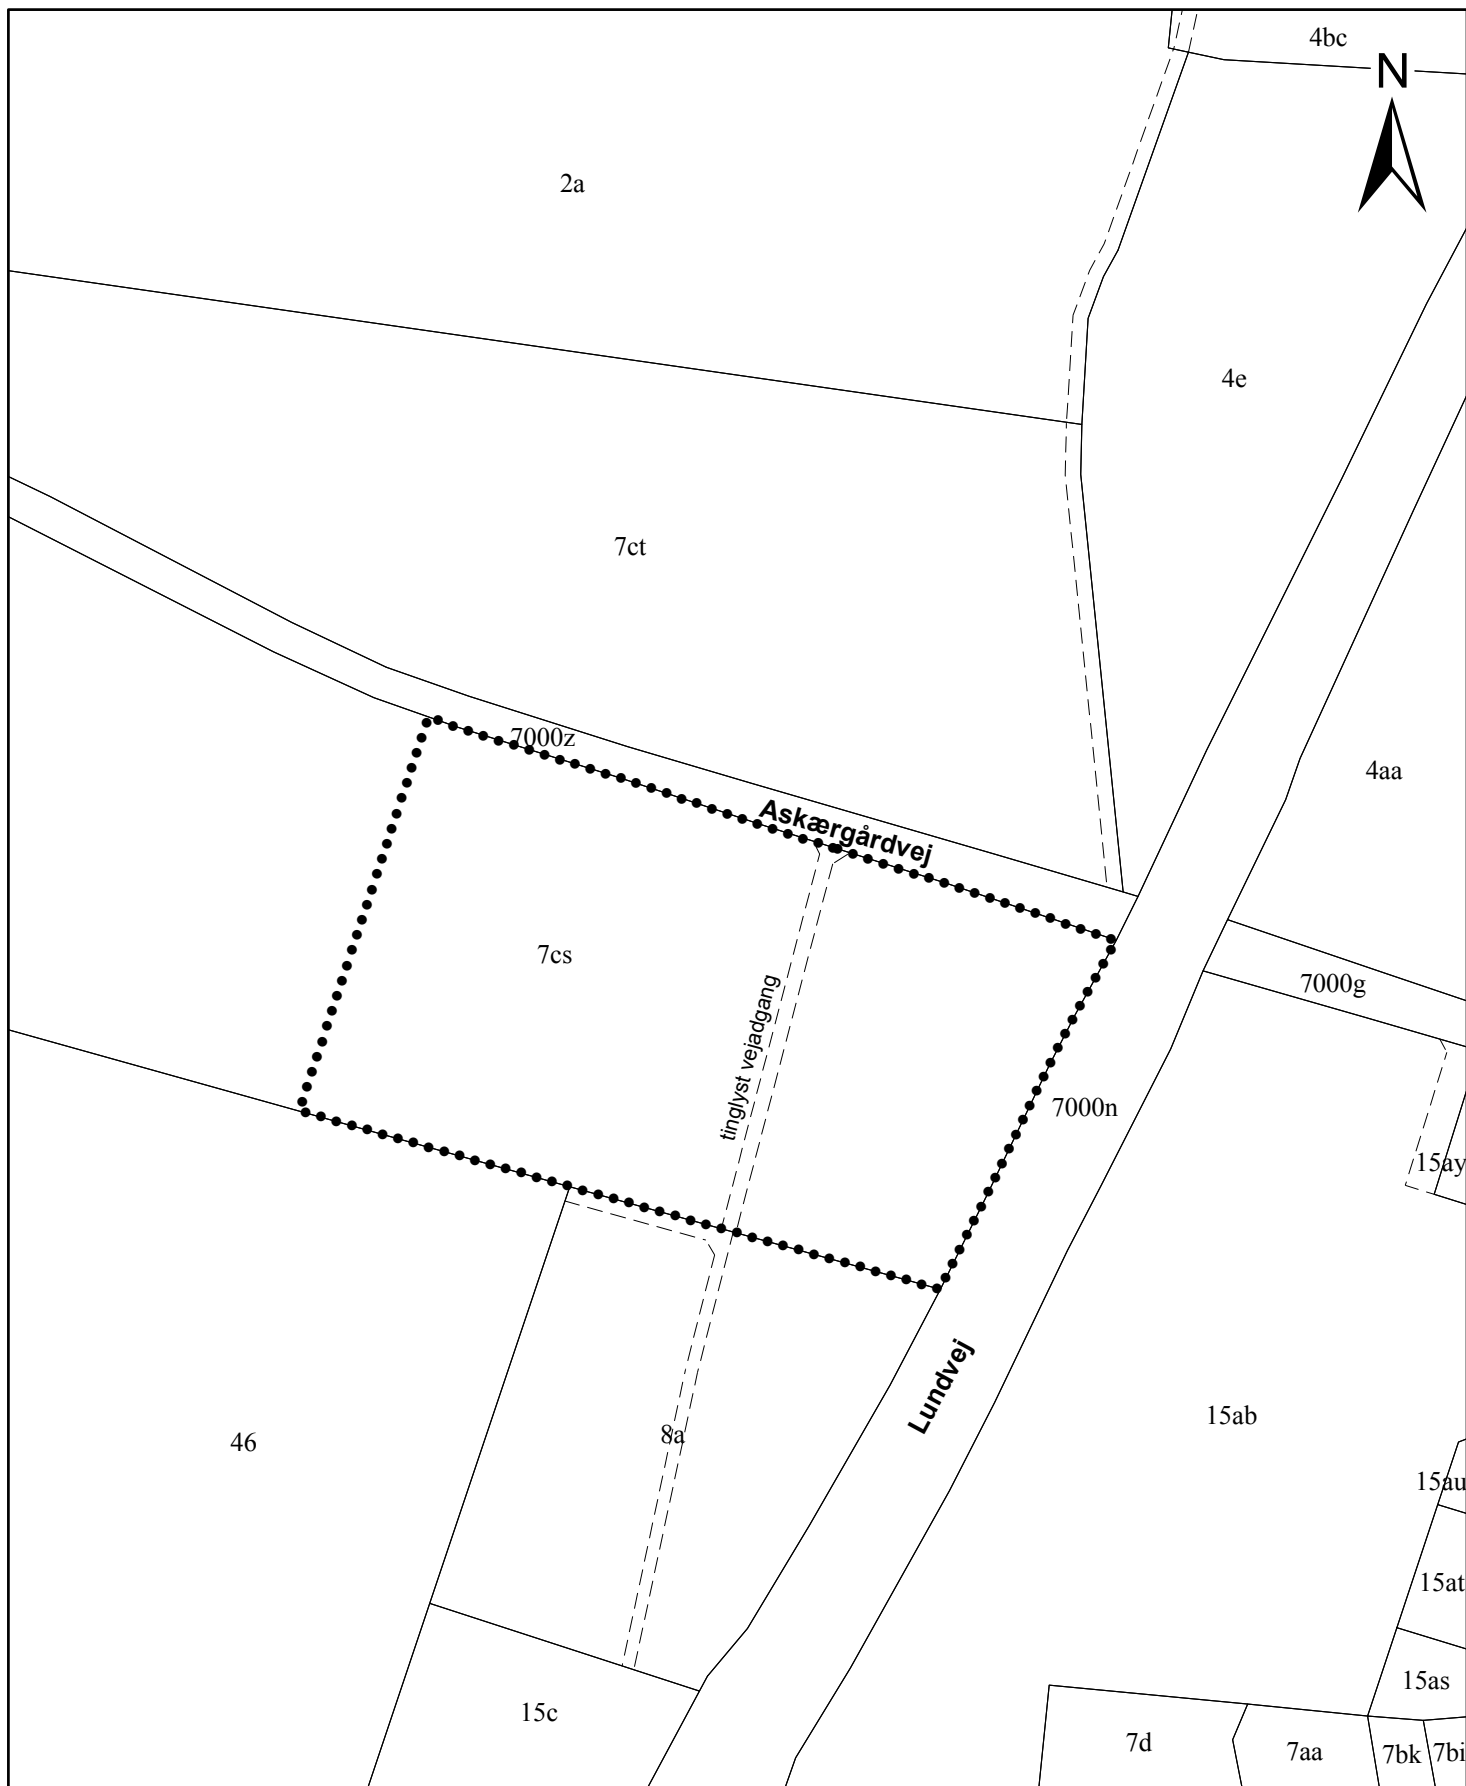 4bc
N
2a
4e
7ct
7000z
4aa
Askærgårdvej
7cs
7000g
tinglyst vejadgang
7000n
15ay
Lundvej
15ab
46
8a
15au
15at
15as
15c
7d
7aa
7bk
7bi